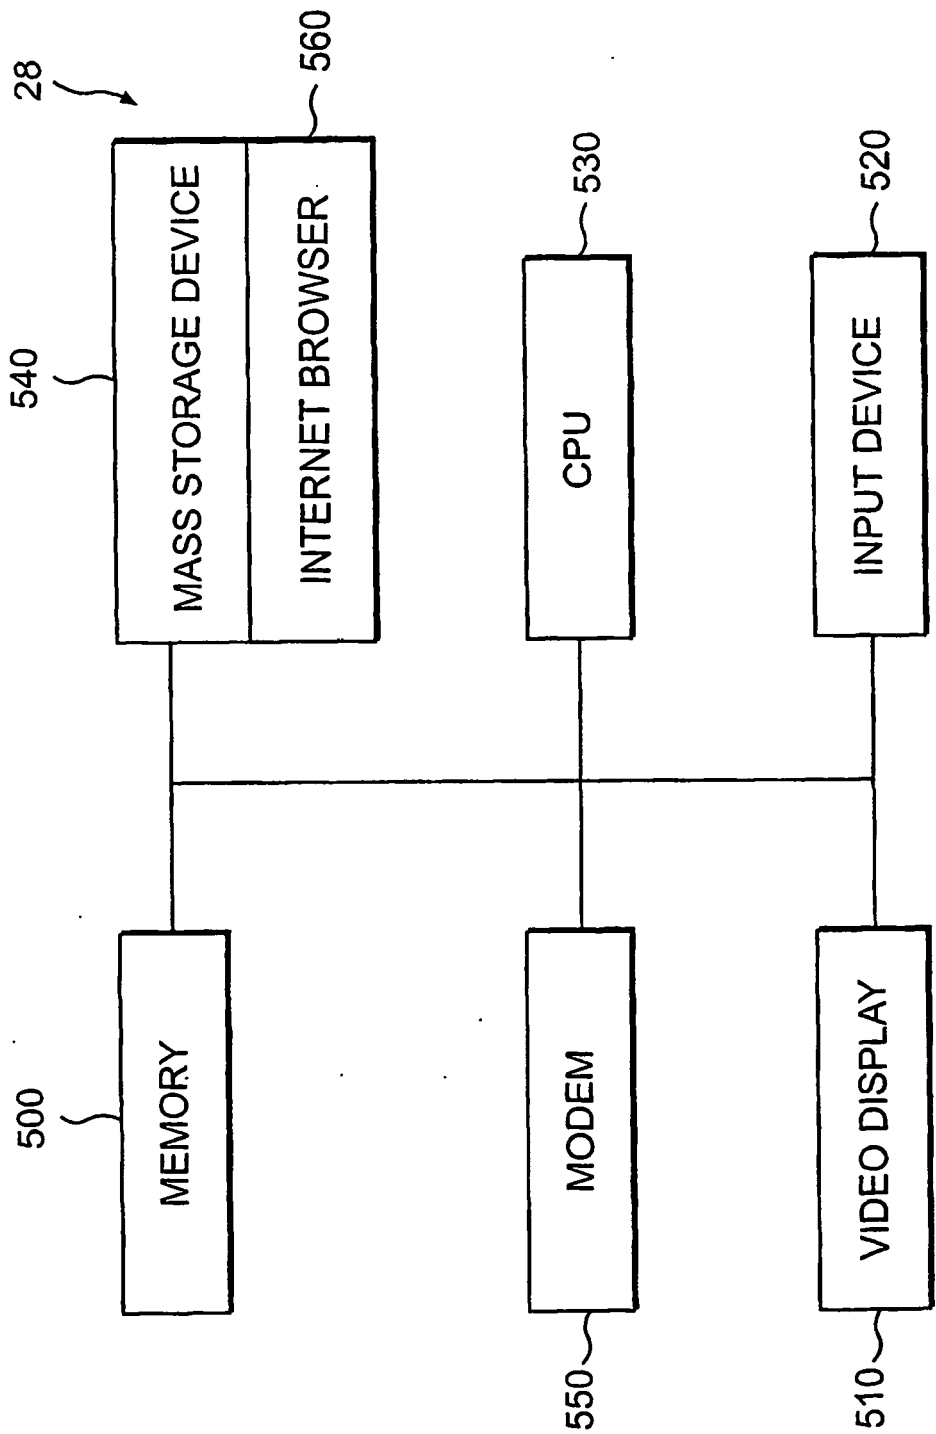 28
500
MEMORY
540
MASS STORAGE DEVICE
INTERNET BROWSER
560
550
MODEM
CPU
530
510
VIDEO DISPLAY
INPUT DEVICE
520